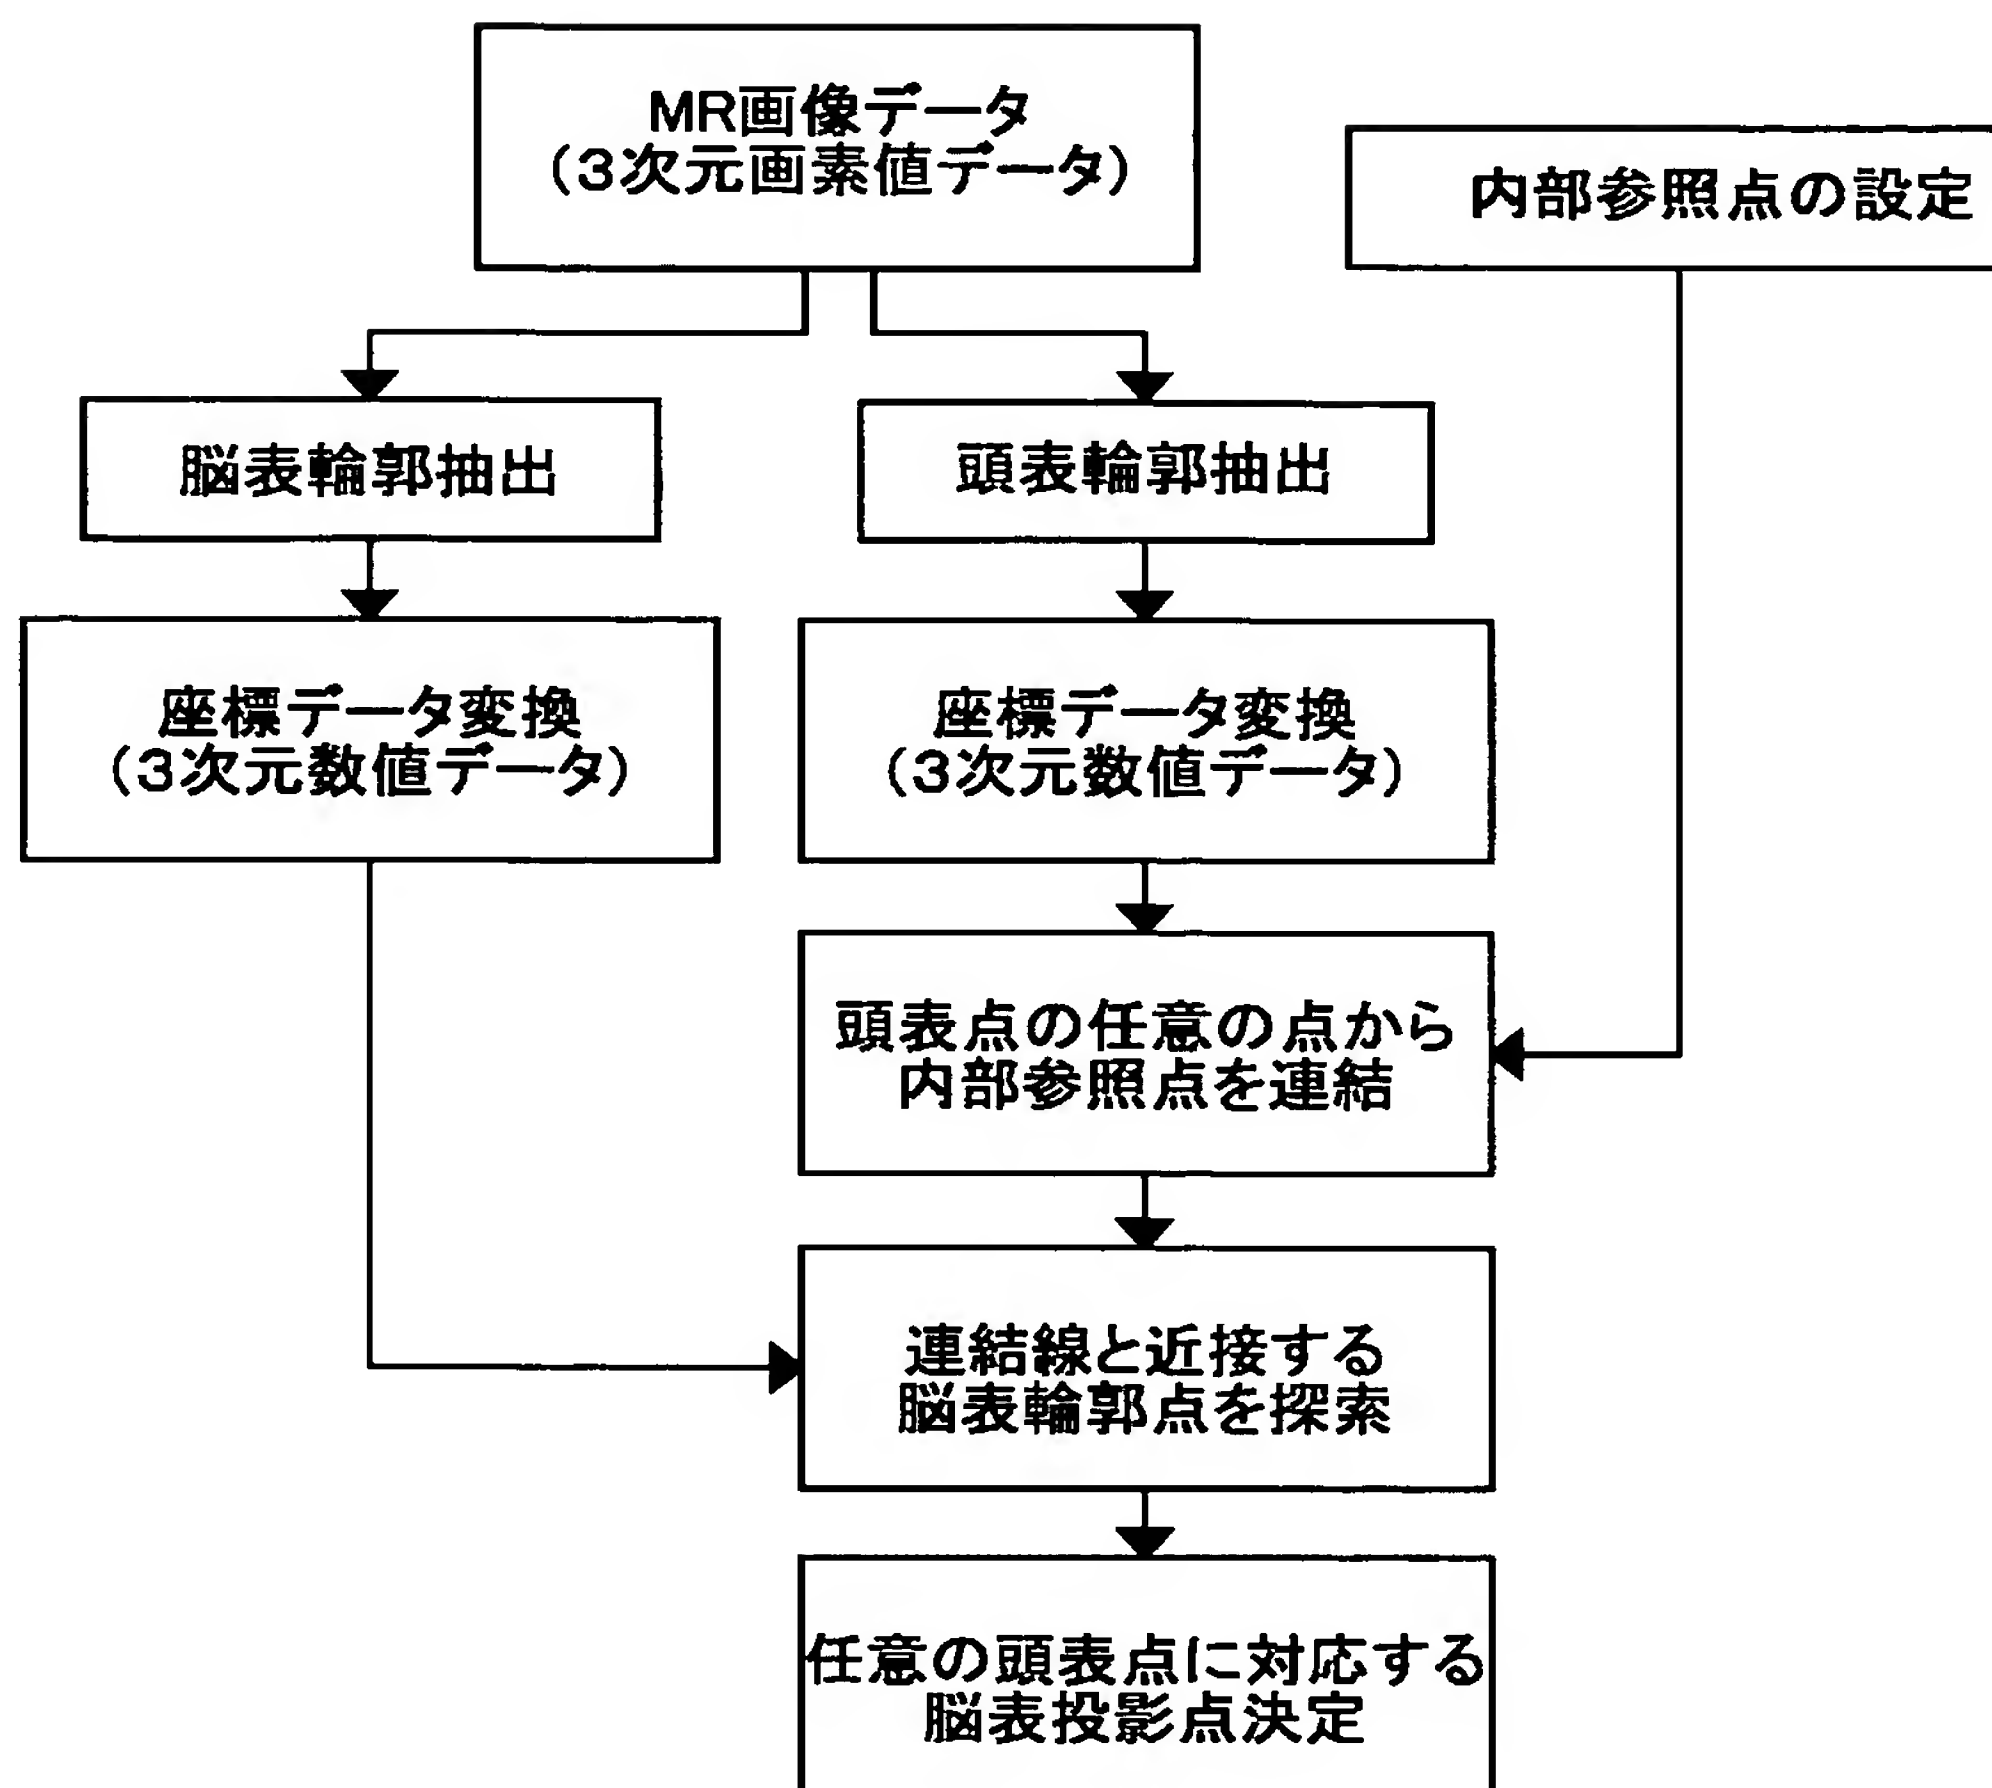 MR画像データ
(3次元画素値データ)
内部参照点の設定
脳表輪郭抽出
頭表輪郭抽出
座標データ変換
(3次元数値データ)
座標データ変換
(3次元数値データ)
頭表点の任意の点から
内部参照点を連結
連結線と近接する
脳表輪郭点を探索
任意の頭表点に対応する
脳表投影点決定